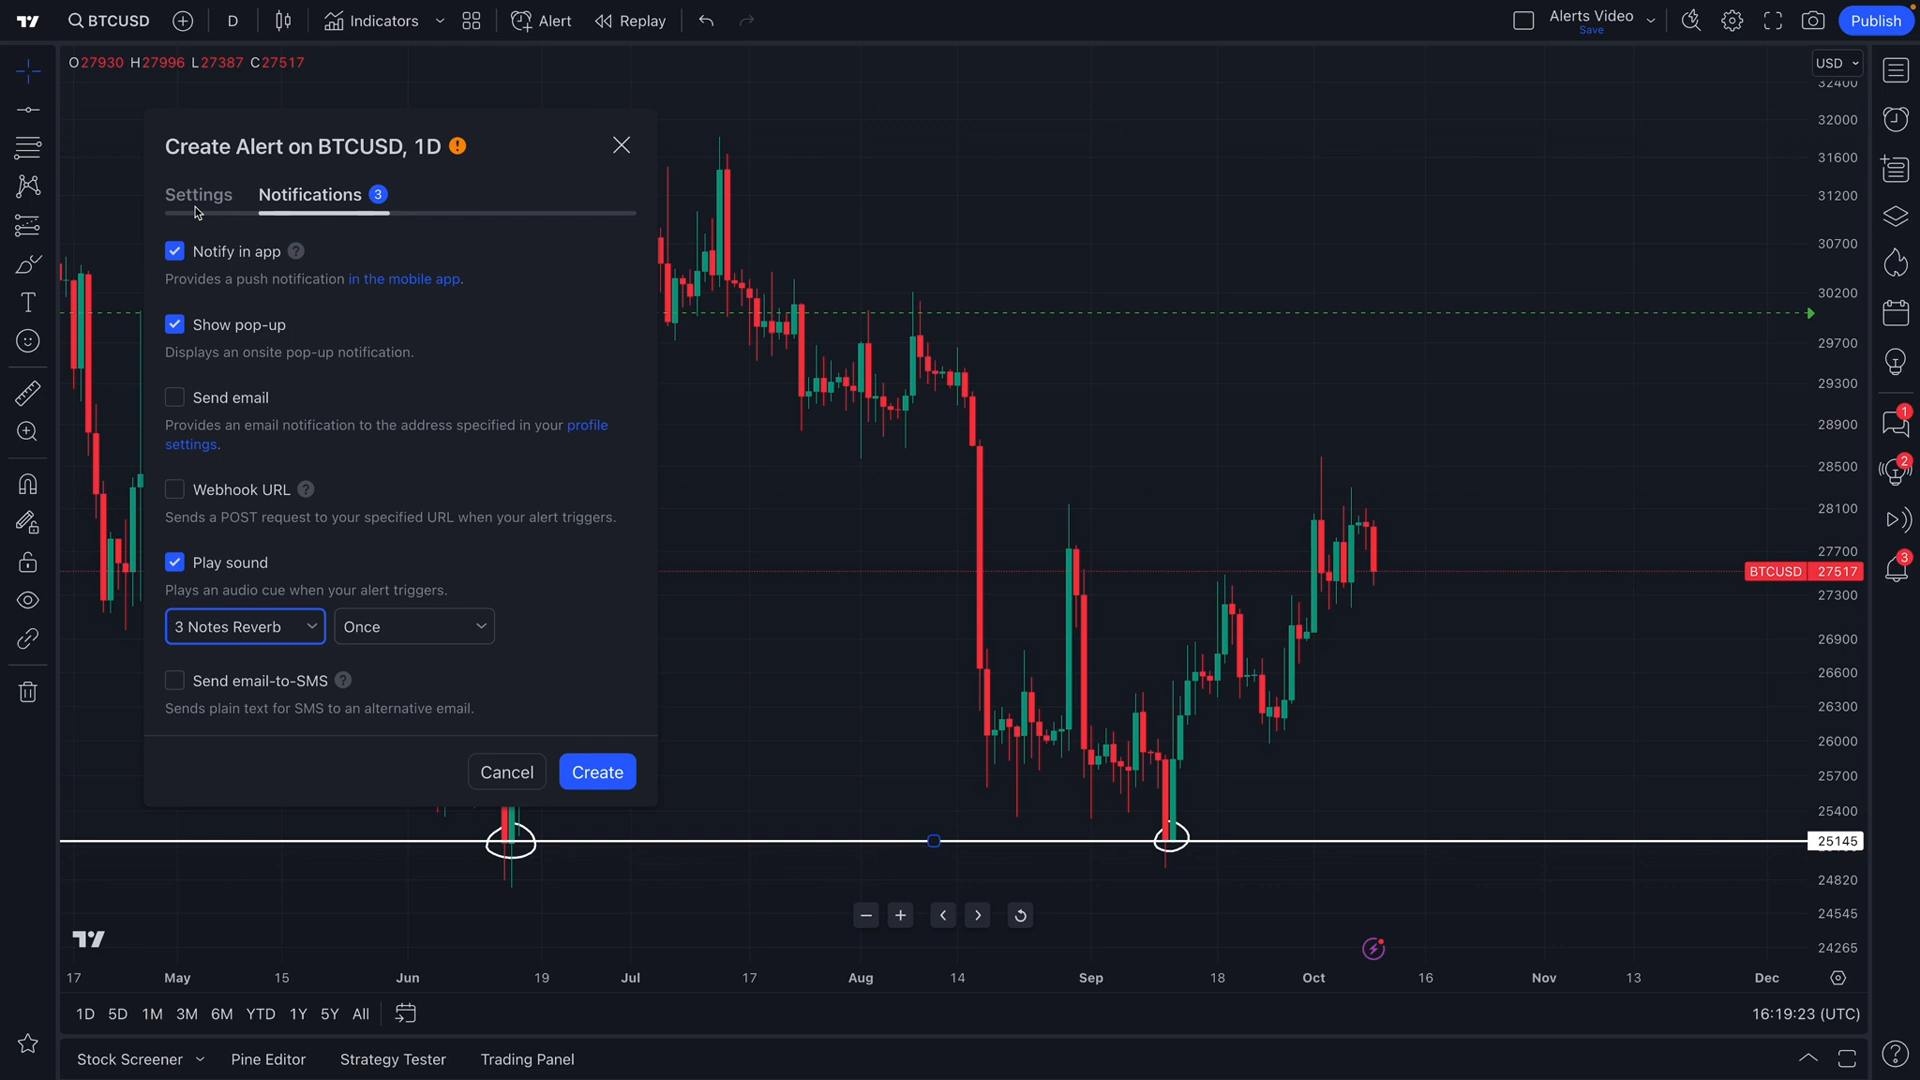 BTCUSD
D
Indicators
Alert
Replay
Alerts Video
Save
Publish
O27930 H27996 L27387 C27517
USD
Create Alert on BTCUSD, 1D
Settings
Notifications 3
Notify in app
Provides a push notification in the mobile app.
Show pop-up
Displays an onsite pop-up notification.
Send email
Provides an email notification to the address specified in your profile
settings.
Webhook URL
Sends a POST request to your specified URL when your alert triggers.
Play sound
Plays an audio cue when your alert triggers.
3 Notes Reverb
Once
Send email-to-SMS
Sends plain text for SMS to an alternative email.
Cancel
Create
32400
32000
31600
31200
30700
30200
29700
29300
28900
28500
28100
27700
BTCUSD 27517
27300
26900
26600
26300
26000
25700
25400
25145
24820
24545
24265
1
2
3
17 May 15 Jun 19 Jul 17 Aug 14 Sep 18 Oct 16 Nov 13 Dec
1D 5D 1M 3M 6M YTD 1Y 5Y All
16:19:23 (UTC)
Stock Screener
Pine Editor
Strategy Tester
Trading Panel